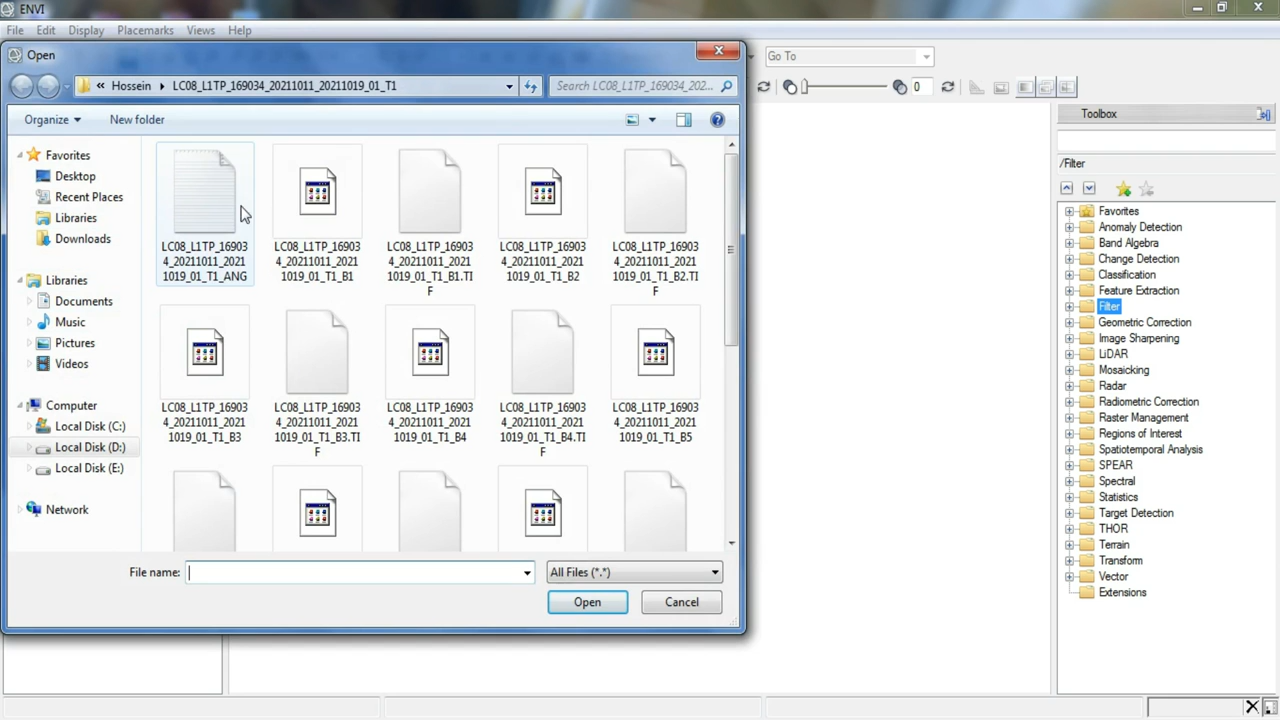 ENVI
File Edit Display Placemarks Views Help
Open
Go To
« Hossein LC08_L1TP_169034_20211011_20211019_01_T1
Search LC08_L1TP_169034_202...
0
Organize New folder
Toolbox
/Filter
Favorites
Desktop
Recent Places
Libraries
Downloads
Libraries
Documents
Music
Pictures
Videos
Computer
Local Disk (C:)
Local Disk (D:)
Local Disk (E:)
Network
LC08_L1TP_16903
4_20211011_2021
1019_01_T1_ANG
LC08_L1TP_16903
4_20211011_2021
1019_01_T1_B1
LC08_L1TP_16903
4_20211011_2021
1019_01_T1_B1.TI
F
LC08_L1TP_16903
4_20211011_2021
1019_01_T1_B2
LC08_L1TP_16903
4_20211011_2021
1019_01_T1_B2.TI
F
LC08_L1TP_16903
4_20211011_2021
1019_01_T1_B3
LC08_L1TP_16903
4_20211011_2021
1019_01_T1_B3.TI
F
LC08_L1TP_16903
4_20211011_2021
1019_01_T1_B4
LC08_L1TP_16903
4_20211011_2021
1019_01_T1_B4.TI
F
LC08_L1TP_16903
4_20211011_2021
1019_01_T1_B5
File name:
All Files (*.*)
Open Cancel
Favorites
Anomaly Detection
Band Algebra
Change Detection
Classification
Feature Extraction
Filter
Geometric Correction
Image Sharpening
LiDAR
Mosaicking
Radar
Radiometric Correction
Raster Management
Regions of Interest
Spatiotemporal Analysis
SPEAR
Spectral
Statistics
Target Detection
THOR
Terrain
Transform
Vector
Extensions